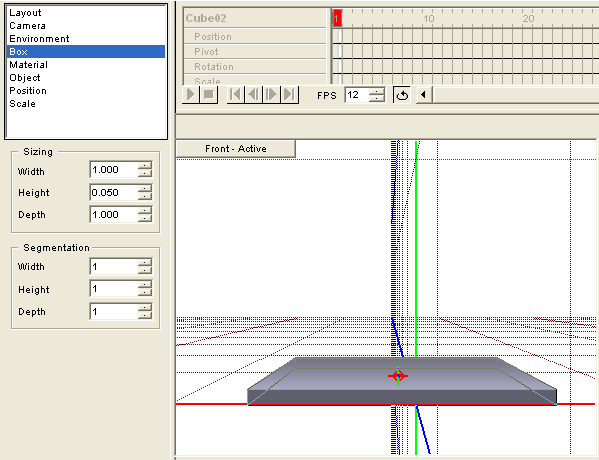 Layout
Camera
Environment
Box
Material
Object
Position
Scale
Sizing
Width 1.000
Height 0.050
Depth 1.000
Segmentation
Width 1
Height 1
Depth 1
Cube02 1 10 20
Position
Pivot
Rotation
Scale
FPS 12
Front - Active